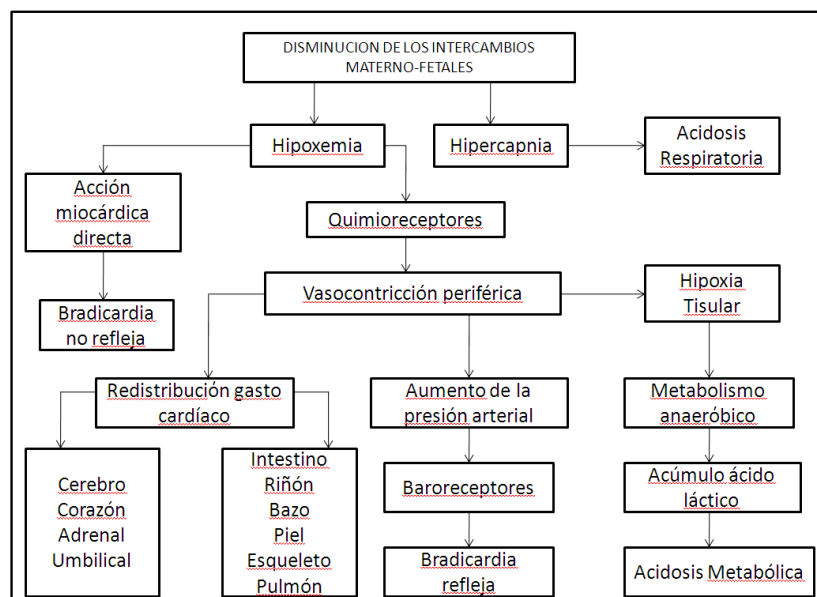 DISMINUCION DE LOS INTERCAMBIOS
MATERNO-FETALES
Hipoxemia
Hipercapnia
Acidosis
Respiratoria
Acción
miocárdica
directa
Quimioreceptores
Vasocontricción periférica
Hipoxia
Tisular
Bradicardia
no refleja
Redistribución gasto
cardíaco
Aumento de la
presión arterial
Metabolismo
anaeróbico
Cerebro
Corazón
Adrenal
Umbilical
Intestino
Riñón
Bazo
Piel
Esqueleto
Pulmón
Baroreceptores
Acúmulo ácido
láctico
Bradicardia
refleja
Acidosis Metabólica